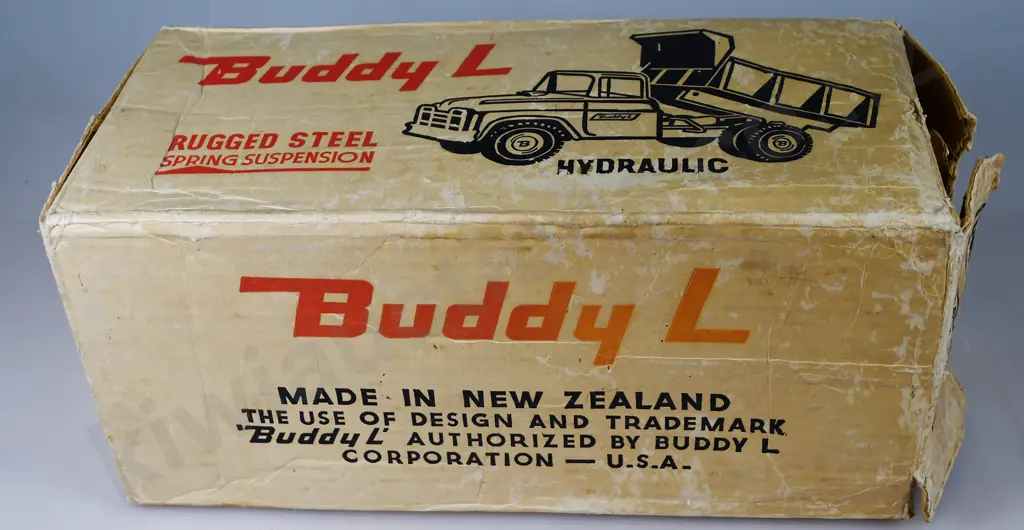 Buddy L
RUGGED STEEL
SPRING SUSPENSION
Buddy L
B
B
HYDRAULIC
Buddy L
MADE IN NEW ZEALAND
THE USE OF DESIGN AND TRADEMARK
"Buddy L" AUTHORIZED BY BUDDY L
CORPORATION — U.S.A.